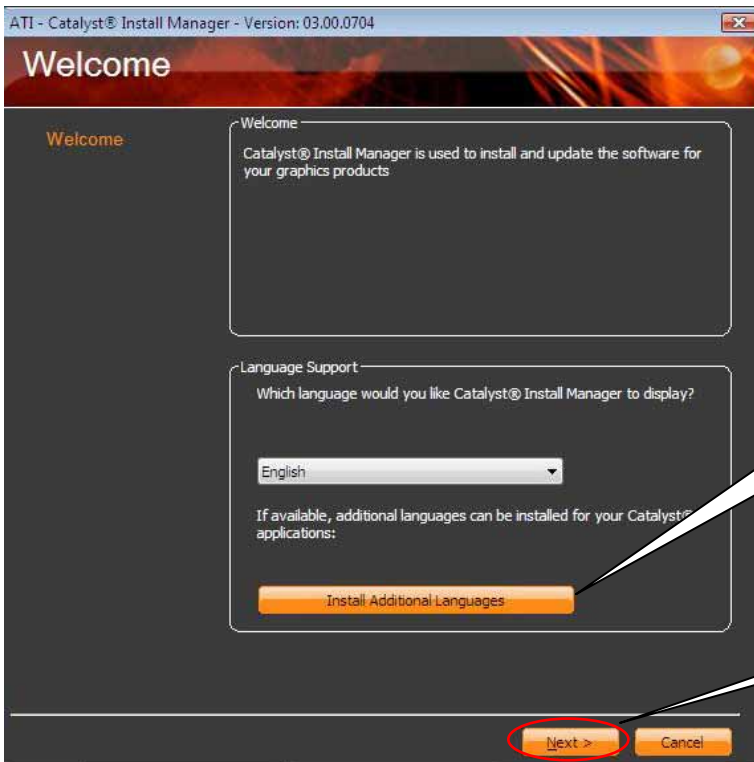 ATI - Catalyst® Install Manager - Version: 03.00.0704
Welcome
Welcome
Welcome
Catalyst® Install Manager is used to install and update the software for
your graphics products
Language Support
Which language would you like Catalyst® Install Manager to display?
English
If available, additional languages can be installed for your Catalyst®
applications:
Install Additional Languages
Next >
Cancel